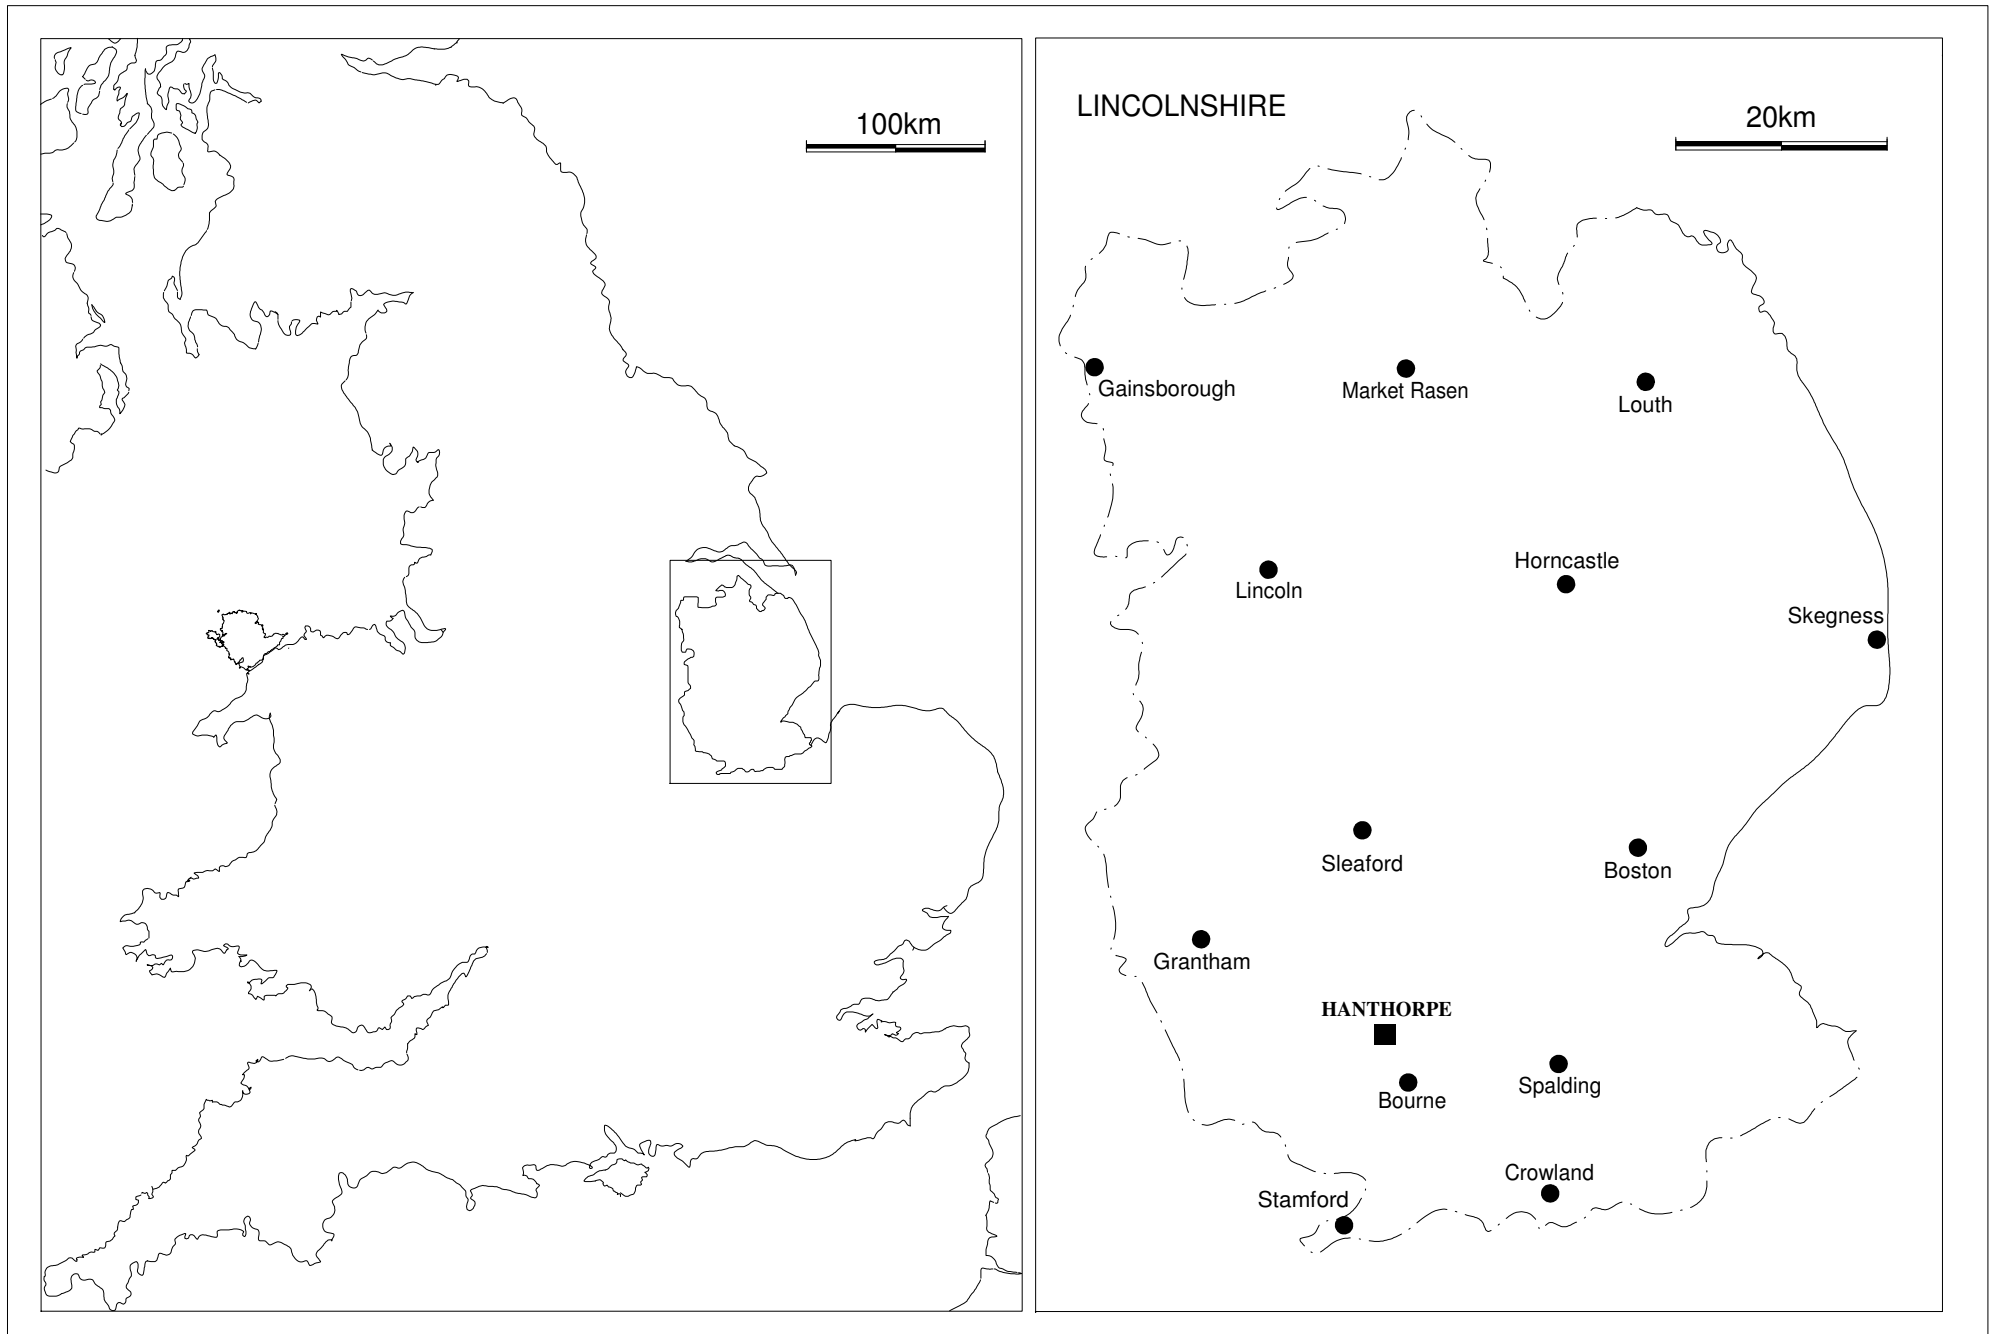 100km
LINCOLNSHIRE
20km
Gainsborough
Market Rasen
Louth
Lincoln
Horncastle
Skegness
Sleaford
Boston
Grantham
HANTHORPE
Bourne
Spalding
Crowland
Stamford